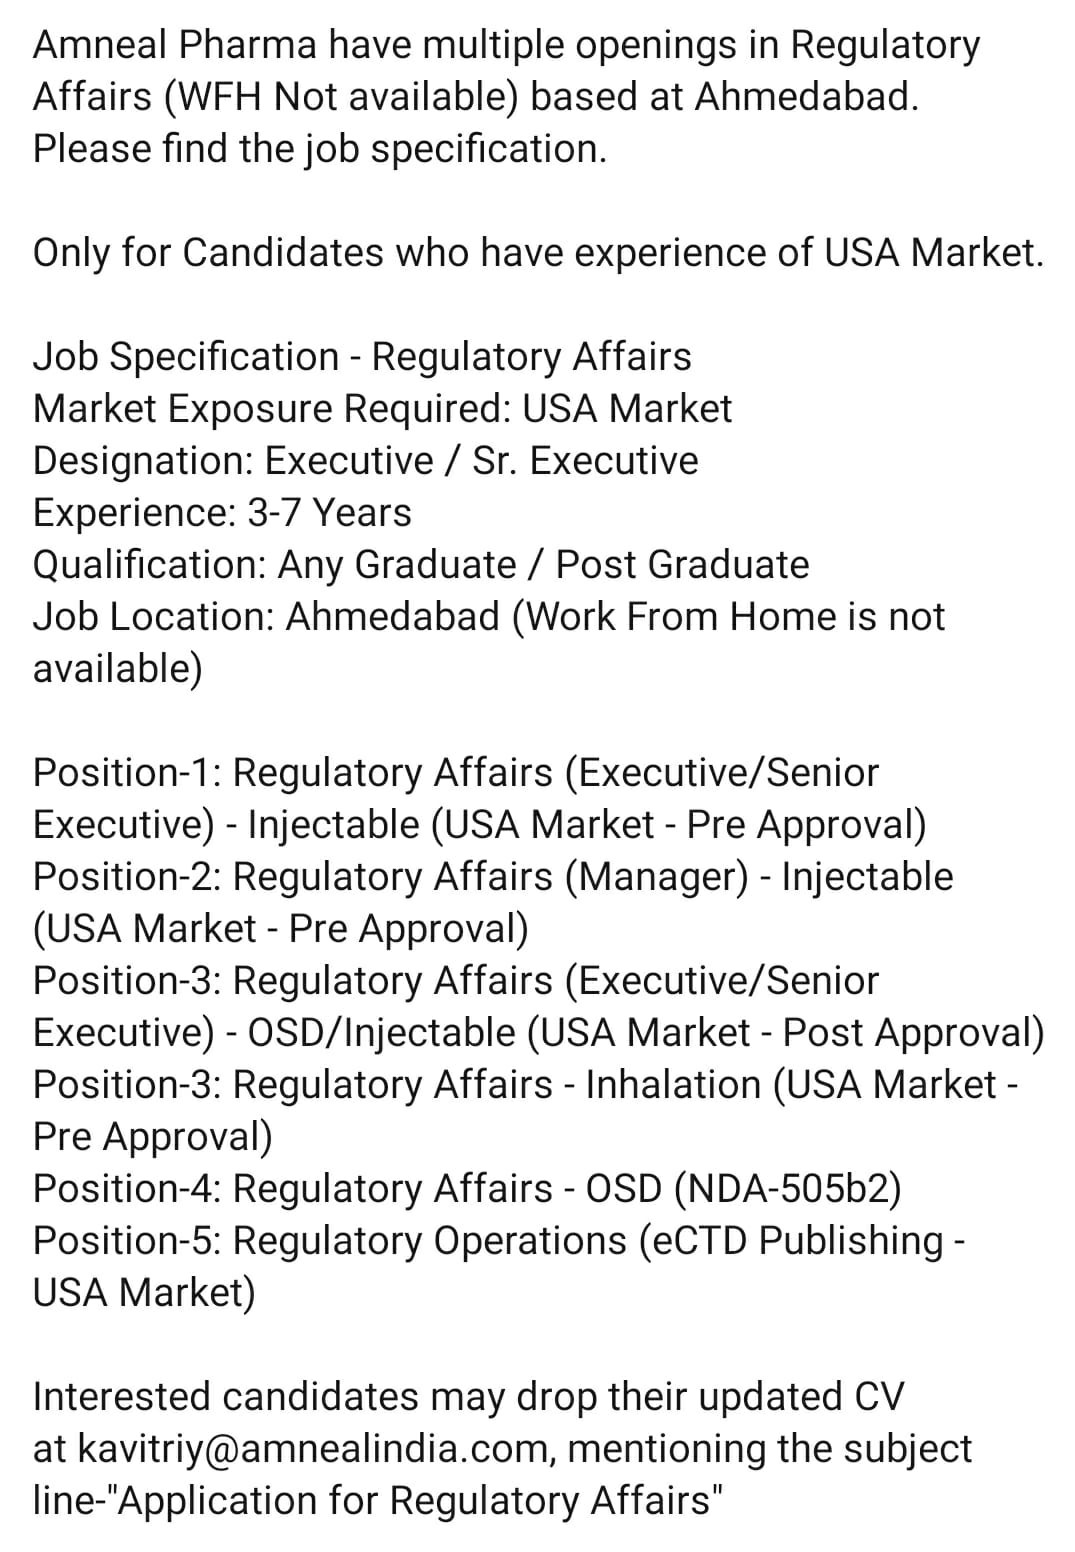 Amneal Pharma have multiple openings in Regulatory
Affairs (WFH Not available) based at Ahmedabad.
Please find the job specification.
Only for Candidates who have experience of USA Market.
Job Specification - Regulatory Affairs
Market Exposure Required: USA Market
Designation: Executive / Sr. Executive
Experience: 3-7 Years
Qualification: Any Graduate / Post Graduate
Job Location: Ahmedabad (Work From Home is not
available)
Position-1: Regulatory Affairs (Executive/Senior
Executive) - Injectable (USA Market - Pre Approval)
Position-2: Regulatory Affairs (Manager) - Injectable
(USA Market - Pre Approval)
Position-3: Regulatory Affairs (Executive/Senior
Executive) - OSD/Injectable (USA Market - Post Approval)
Position-3: Regulatory Affairs - Inhalation (USA Market -
Pre Approval)
Position-4: Regulatory Affairs - OSD (NDA-505b2)
Position-5: Regulatory Operations (eCTD Publishing -
USA Market)
Interested candidates may drop their updated CV
at kavitriy@amnealindia.com, mentioning the subject
line-"Application for Regulatory Affairs"